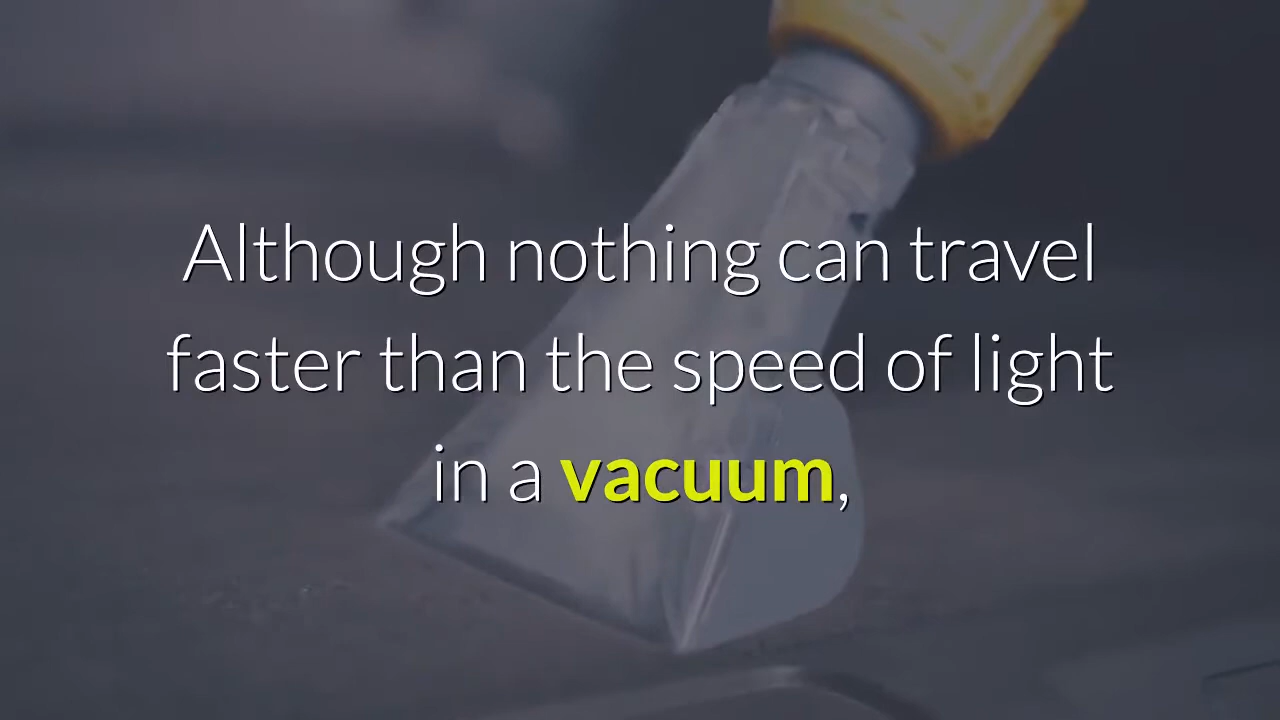 Although nothing can travel
faster than the speed of light
in a vacuum,